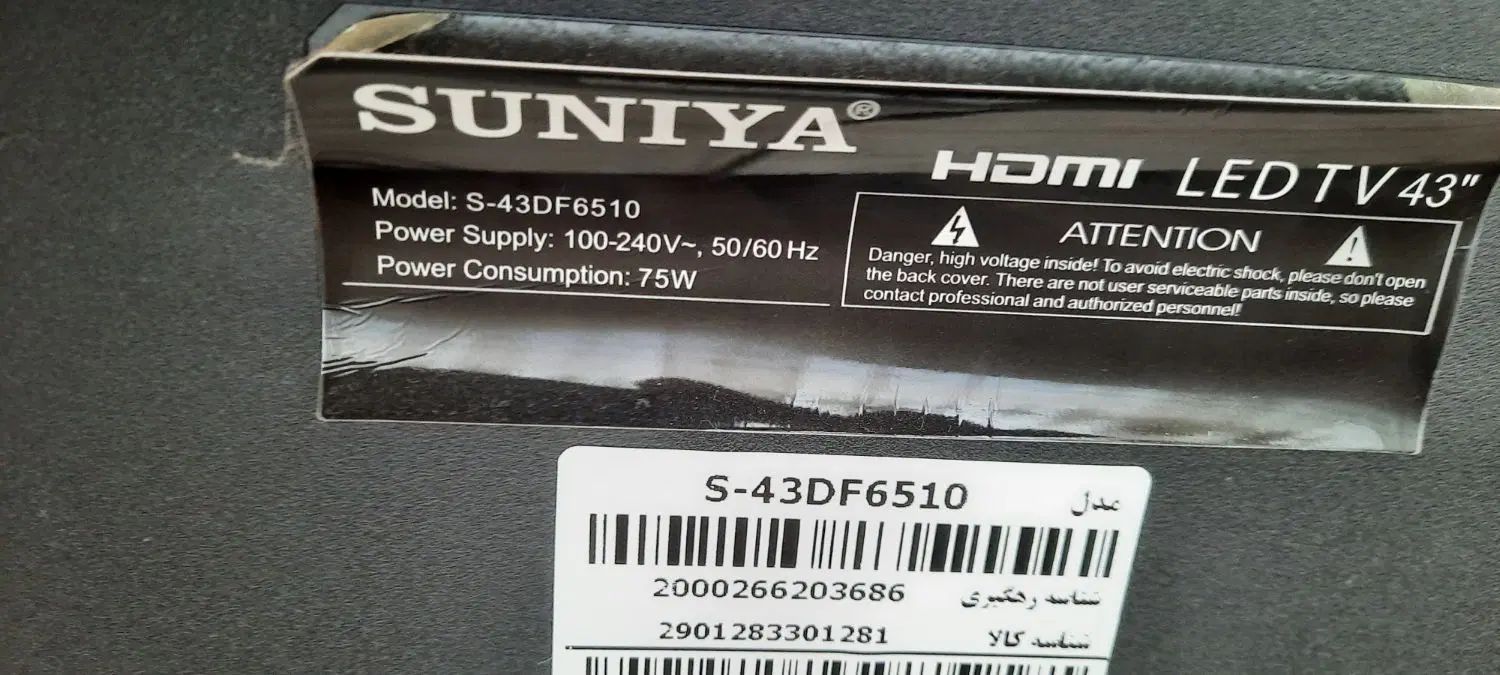 SUNIYA®
HDMI LED TV 43"
Model: S-43DF6510
Power Supply: 100-240V~, 50/60 Hz
Power Consumption: 75W
ATTENTION
Danger, high voltage inside! To avoid electric shock, please don't open
the back cover. There are not user serviceable parts inside, so please
contact professional and authorized personnel!
مدل S-43DF6510
شناسه رهگیری 2000266203686
شناسه کالا 2901283301281